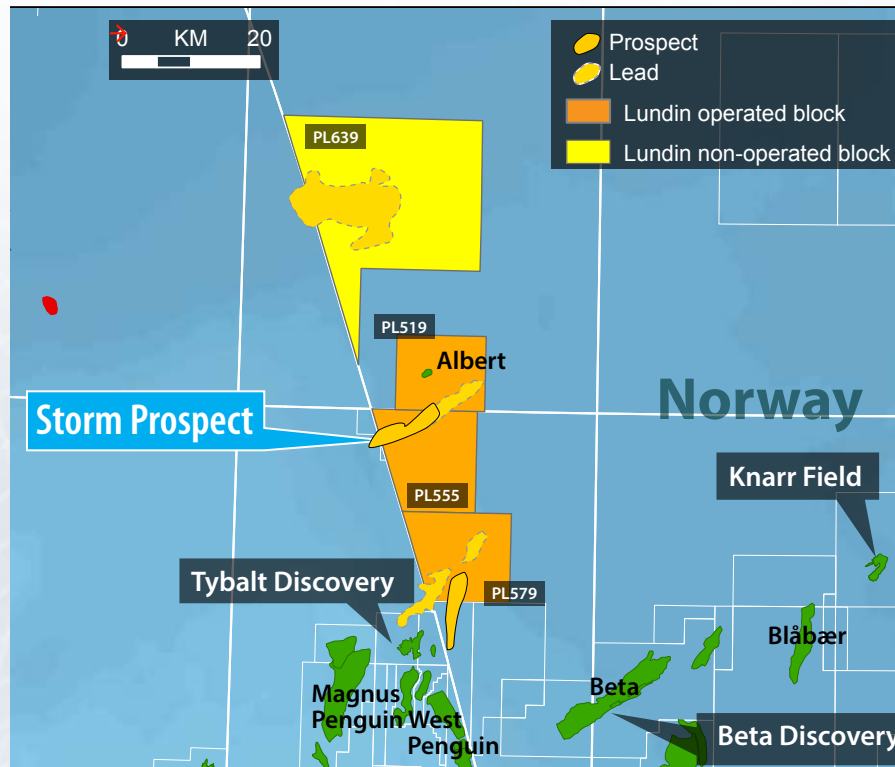 0 KM 20
Prospect
Lead
Lundin operated block
Lundin non-operated block
PL639
PL519
Albert
Norway
Storm Prospect
Knarr Field
PL555
Tybalt Discovery
PL579
Blåbær
Magnus
Beta
Penguin West
Penguin
Beta Discovery